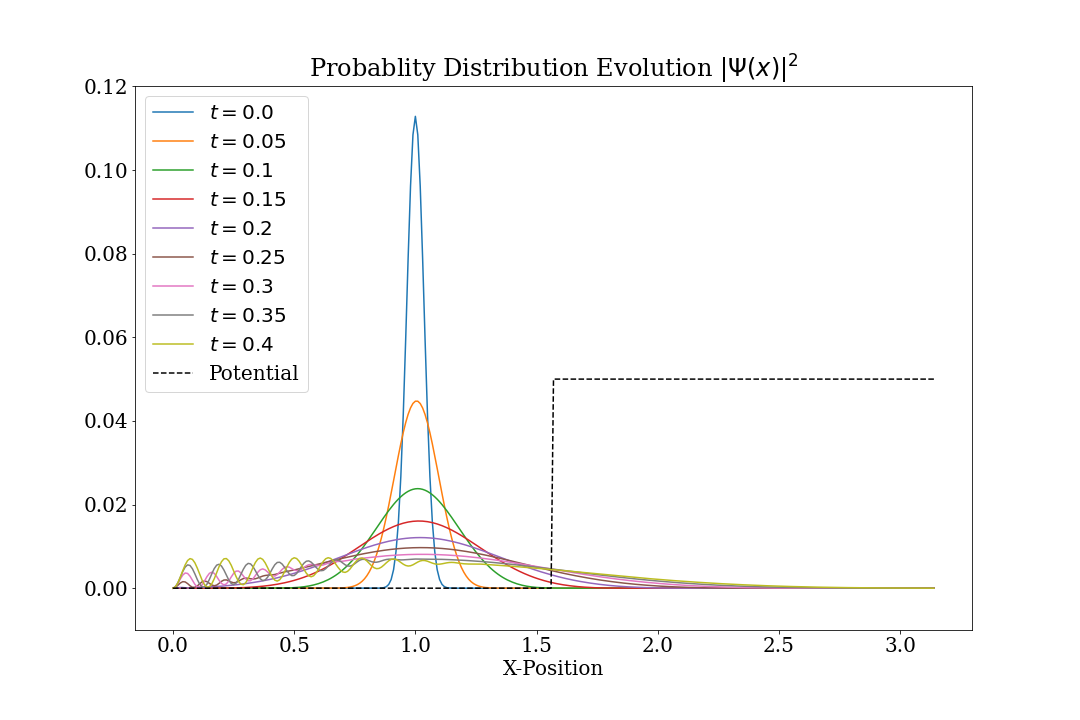 Probablity Distribution Evolution |Ψ(x)|²
0.12
0.10
0.08
0.06
0.04
0.02
0.00
t = 0.0
t = 0.05
t = 0.1
t = 0.15
t = 0.2
t = 0.25
t = 0.3
t = 0.35
t = 0.4
Potential
0.0 0.5 1.0 1.5 2.0 2.5 3.0
X-Position